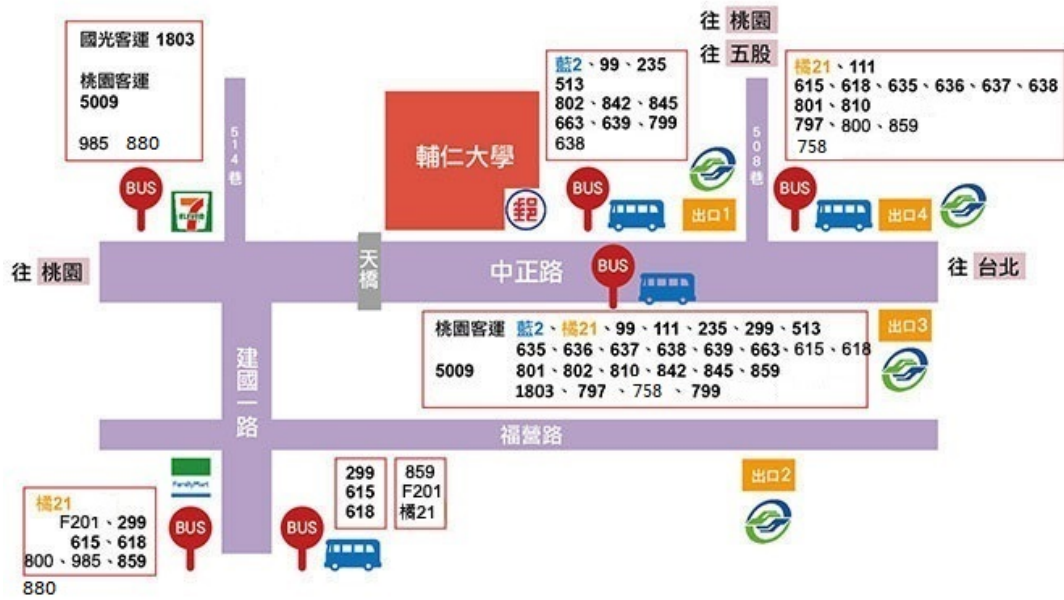 國光客運 1803
桃園客運
5009
985 880
BUS
7
ELEVEN
514巷
輔仁大學
郵
藍2、99、235
513
802、842、845
663、639、799
638
BUS
出口1
往 桃園
往 五股
508巷
橘21、111
615、618、635、636、637、638
801、810
797、800、859
758
BUS
出口4
往 桃園
天橋
中正路
BUS
往 台北
桃園客運 藍2、橘21、99、111、235、299、513
635、636、637、638、639、663、615、618
5009 801、802、810、842、845、859
1803、797、758、799
出口3
建國一路
福營路
FamilyMart
橘21
F201、299
615、618
800、985、859
880
BUS
BUS
299
615
618
859
F201
橘21
出口2